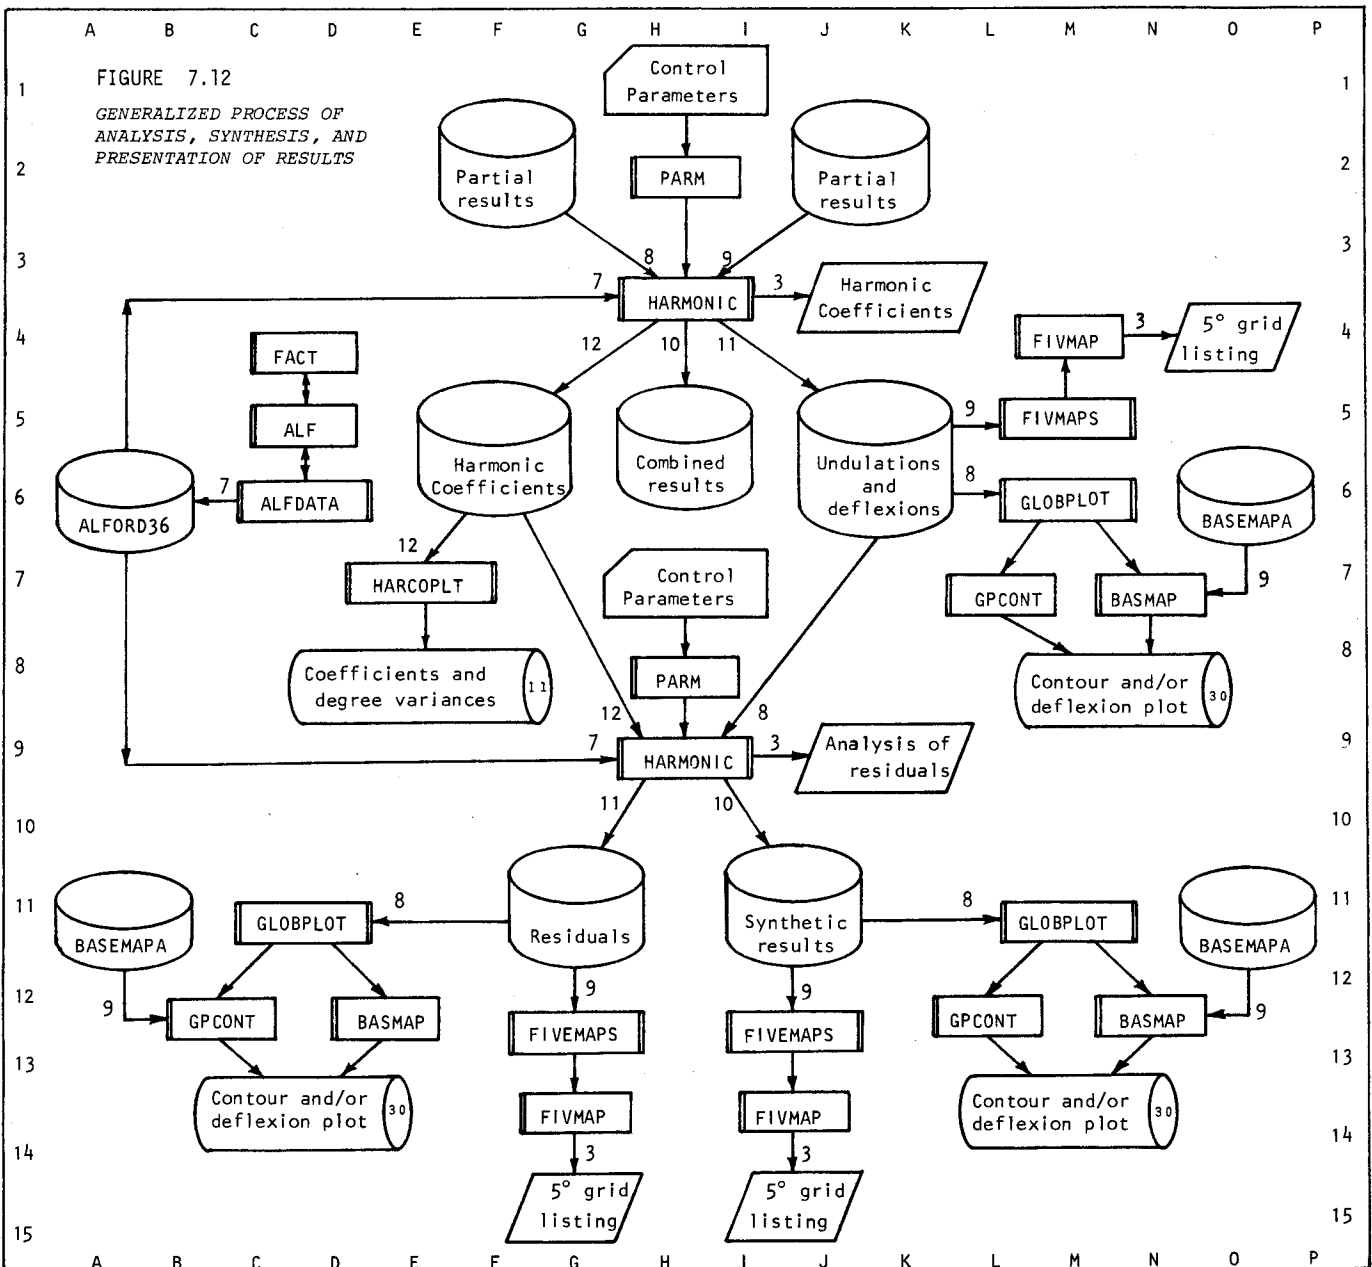 A B C D E F G H I J K L M N O P
FIGURE 7.12
GENERALIZED PROCESS OF
ANALYSIS, SYNTHESIS, AND
PRESENTATION OF RESULTS
Control
Parameters
1 1
Partial
results
PARM
Partial
results
2 2
3 3
8 9
7 HARMONIC 3
Harmonic
Coefficients
12 10 11
4 4
FACT
FIVMAP 3
5° grid
listing
5 5
ALF
9 FIVMAPS
Harmonic
Coefficients
Combined
results
Undulations
and
deflexions
6 6
ALFORD36
7 ALFDATA
8 GLOBPLOT
BASEMAPA
12
HARCOPLT
Control
Parameters
7 7
GPCONT
BASMAP
9
8 8
Coefficients and
degree variances
11
PARM
Contour and/or
deflexion plot
30
12 8
9 9
7 HARMONIC 3
Analysis of
residuals
11 10
10 10
11 11
BASEMAPA
GLOBPLOT
8
Residuals
Synthetic
results
8
GLOBPLOT
BASEMAPA
12 12
9
GPCONT
BASMAP
9
FIVEMAPS
9
FIVEMAPS
GPCONT
BASMAP
9
13 13
Contour and/or
deflexion plot
30
FIVMAP
FIVMAP
Contour and/or
deflexion plot
30
14 14
3
5° grid
listing
3
5° grid
listing
15 15
A B C D E F G H I J K L M N O P